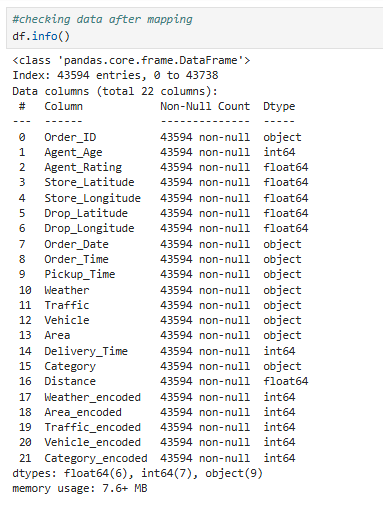 #checking data after mapping
df.info()
<class 'pandas.core.frame.DataFrame'>
Index: 43594 entries, 0 to 43738
Data columns (total 22 columns):
 #   Column            Non-Null Count  Dtype
---  ------            --------------  -----
 0   Order_ID          43594 non-null  object
 1   Agent_Age         43594 non-null  int64
 2   Agent_Rating      43594 non-null  float64
 3   Store_Latitude    43594 non-null  float64
 4   Store_Longitude   43594 non-null  float64
 5   Drop_Latitude     43594 non-null  float64
 6   Drop_Longitude    43594 non-null  float64
 7   Order_Date        43594 non-null  object
 8   Order_Time        43594 non-null  object
 9   Pickup_Time       43594 non-null  object
 10  Weather           43594 non-null  object
 11  Traffic           43594 non-null  object
 12  Vehicle           43594 non-null  object
 13  Area              43594 non-null  object
 14  Delivery_Time     43594 non-null  int64
 15  Category          43594 non-null  object
 16  Distance          43594 non-null  float64
 17  Weather_encoded   43594 non-null  int64
 18  Area_encoded      43594 non-null  int64
 19  Traffic_encoded   43594 non-null  int64
 20  Vehicle_encoded   43594 non-null  int64
 21  Category_encoded  43594 non-null  int64
dtypes: float64(6), int64(7), object(9)
memory usage: 7.6+ MB